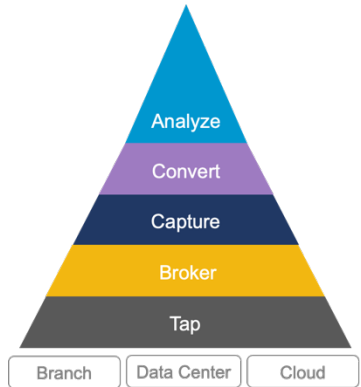 Analyze
Convert
Capture
Broker
Tap
Branch Data Center Cloud